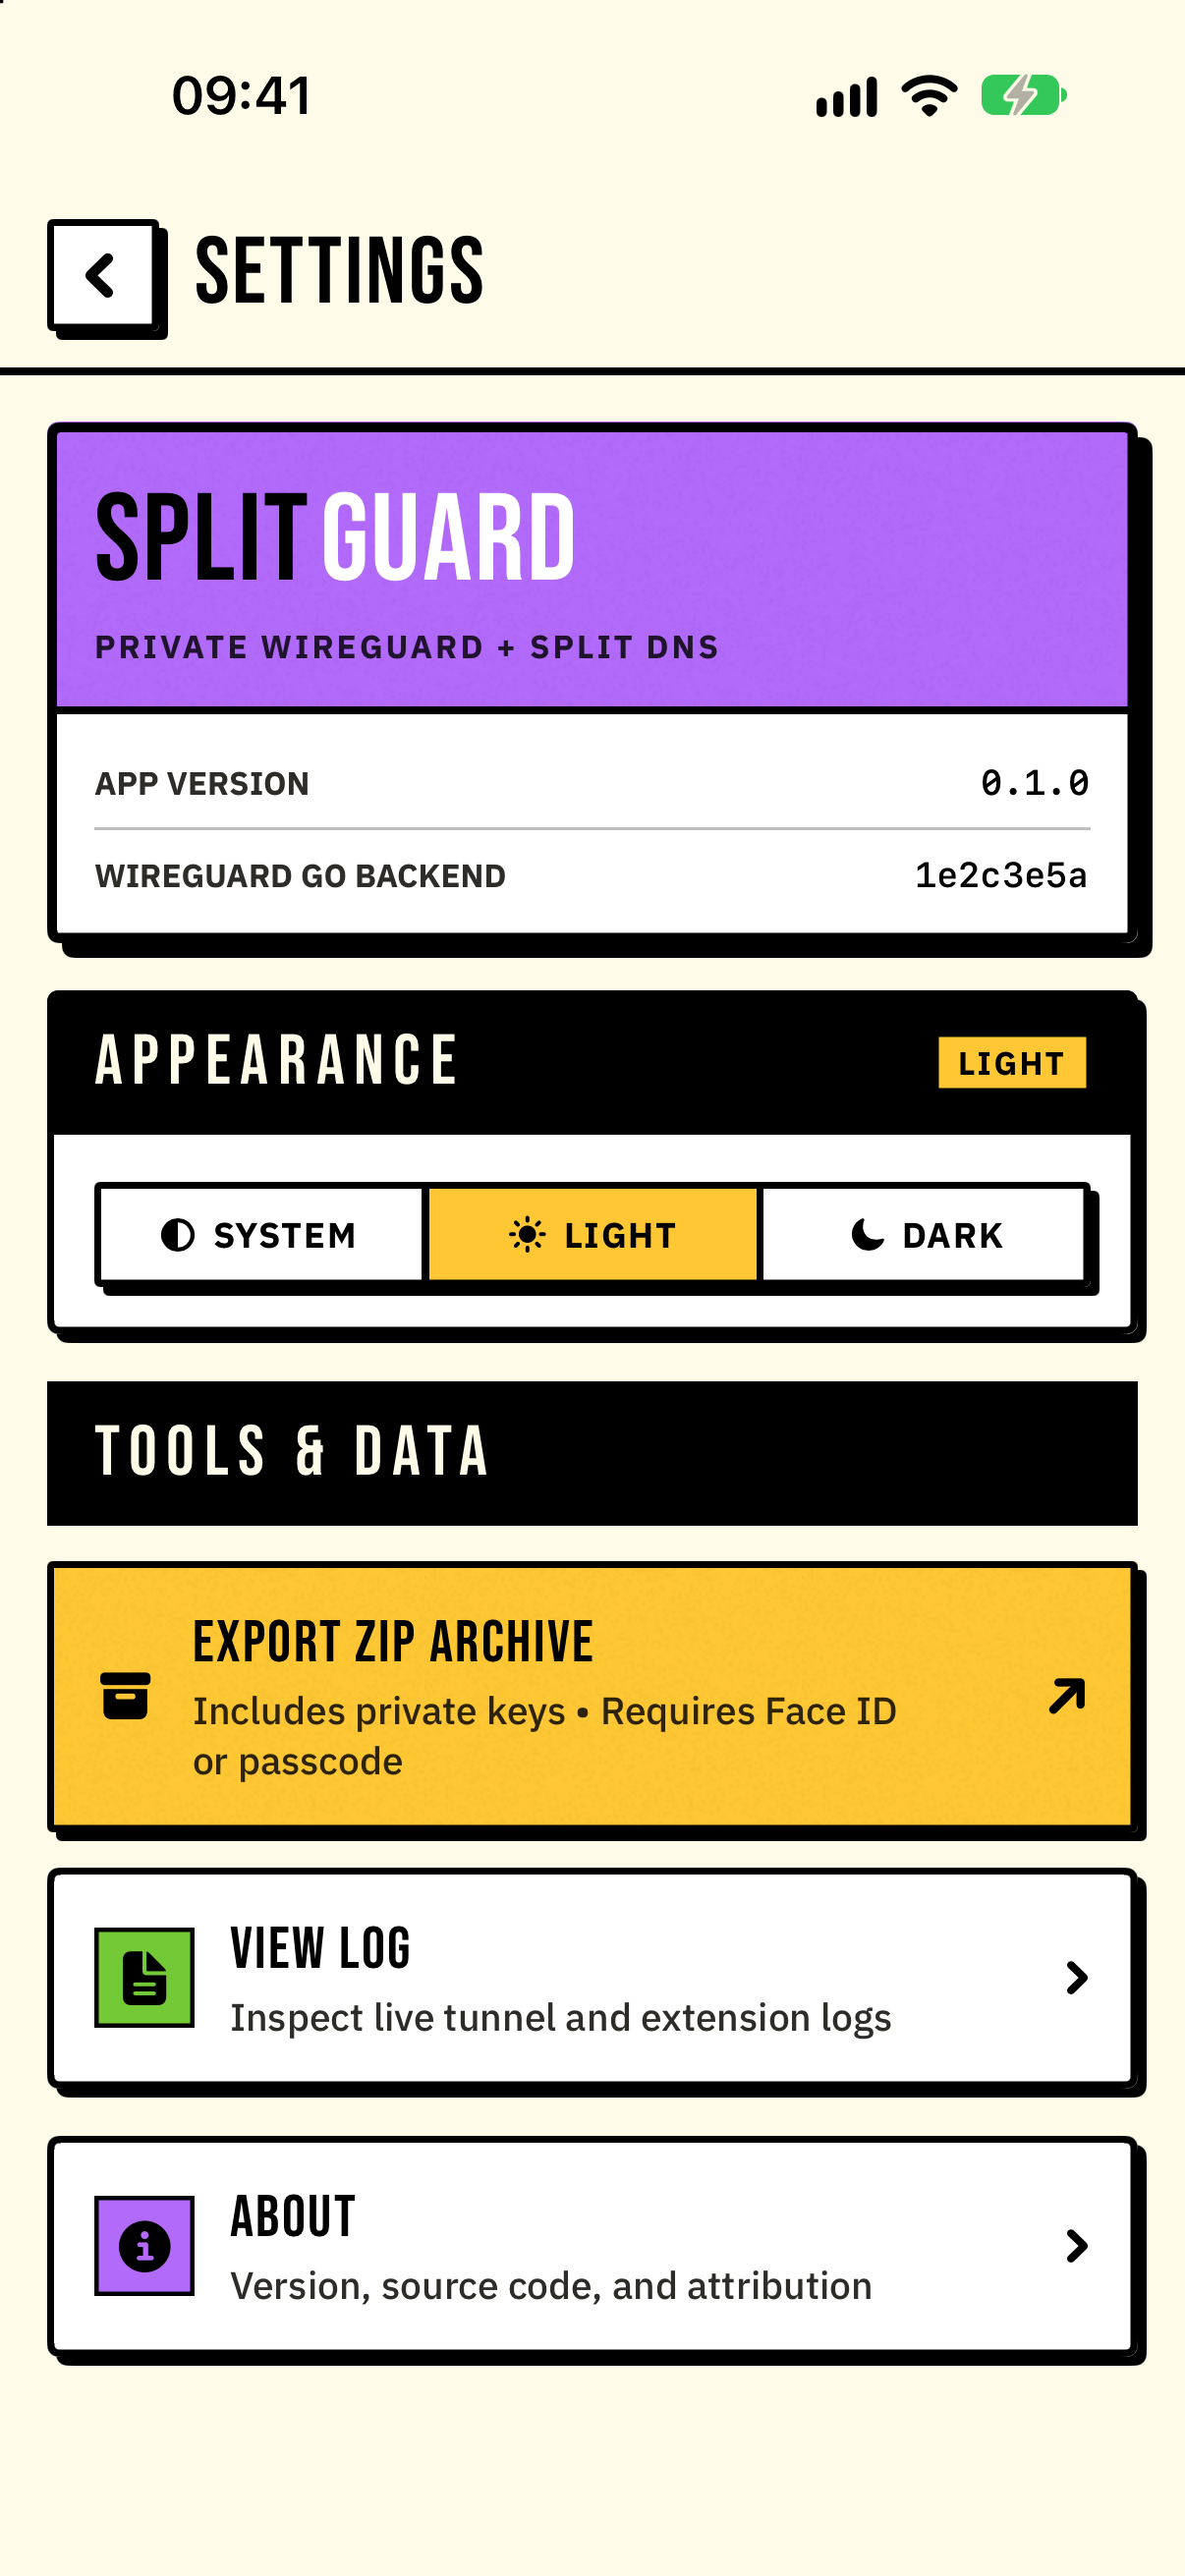 09:41
SETTINGS
SPLIT GUARD
PRIVATE WIREGUARD + SPLIT DNS
APP VERSION 0.1.0
WIREGUARD GO BACKEND 1e2c3e5a
APPEARANCE LIGHT
SYSTEM LIGHT DARK
TOOLS & DATA
EXPORT ZIP ARCHIVE
Includes private keys • Requires Face ID
or passcode
VIEW LOG
Inspect live tunnel and extension logs
ABOUT
Version, source code, and attribution